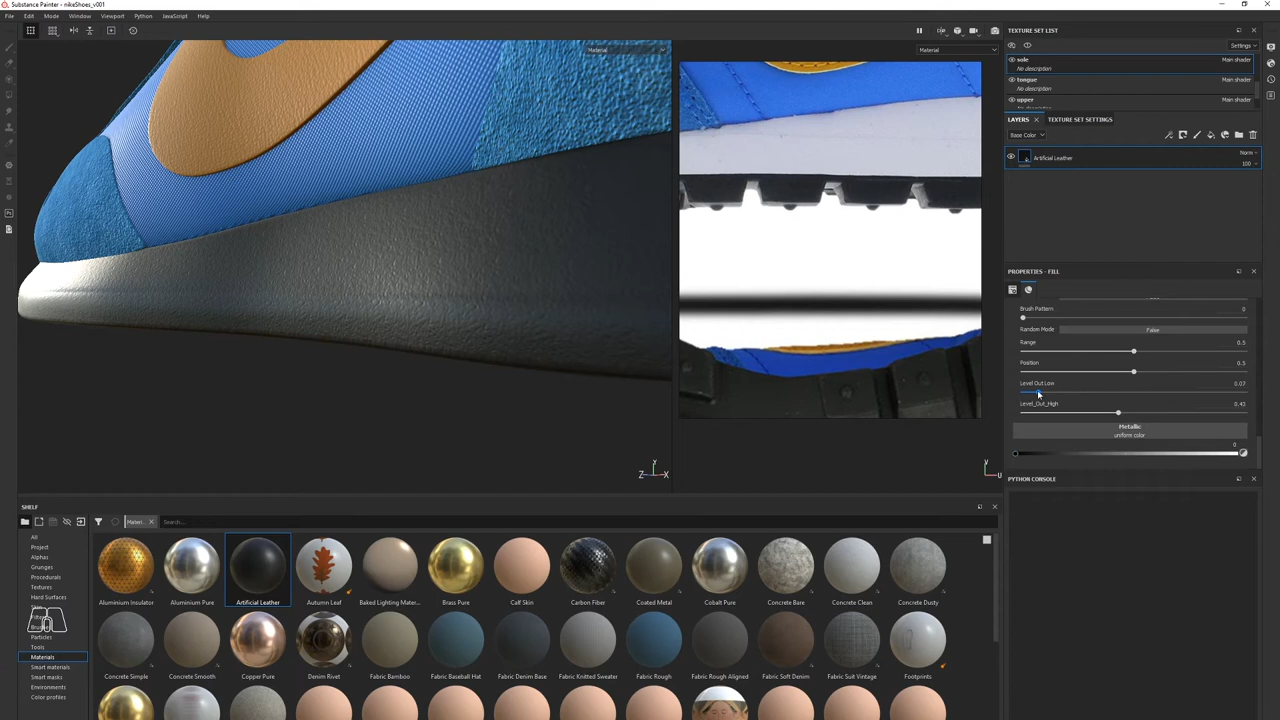 Substance Painter - nikeShoes_v001
File Edit Mode Window Viewport Python JavaScript Help
Material
Material
TEXTURE SET LIST
Settings
sole Main shader
No description
tongue Main shader
No description
upper Main shader
LAYERS TEXTURE SET SETTINGS
Base Color
Artificial Leather Norm
100
PROPERTIES - FILL
Brush Pattern 0
Random Mode False
Range 0.5
Position 0.5
Level Out Low 0.07
Level_Out_High 0.43
Metallic
uniform color
0
PYTHON CONSOLE
Z X Y
Y U
SHELF
Materi... Search...
All
Project
Alphas
Grunges
Procedurals
Textures
Hard Surfaces
Particles
Tools
Materials
Smart materials
Smart masks
Environments
Color profiles
Aluminium Insulator Aluminium Pure Artificial Leather Autumn Leaf Baked Lighting Mater... Brass Pure Calf Skin Carbon Fiber Coated Metal Cobalt Pure Concrete Bare Concrete Clean Concrete Dusty
Concrete Simple Concrete Smooth Copper Pure Denim Rivet Fabric Bamboo Fabric Baseball Hat Fabric Denim Base Fabric Knitted Sweater Fabric Rough Fabric Rough Aligned Fabric Soft Denim Fabric Suit Vintage Footprints